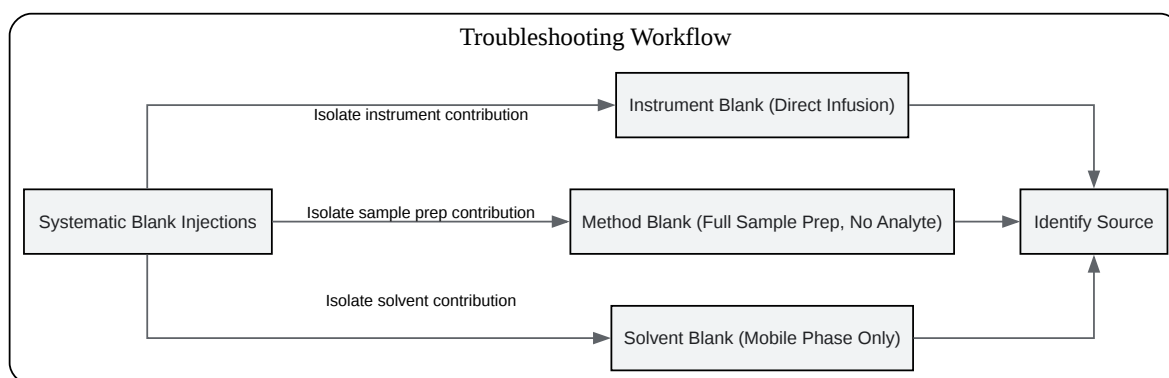 Troubleshooting Workflow
Isolate instrument contribution
Instrument Blank (Direct Infusion)
Systematic Blank Injections
Isolate sample prep contribution
Method Blank (Full Sample Prep, No Analyte)
Identify Source
Isolate solvent contribution
Solvent Blank (Mobile Phase Only)